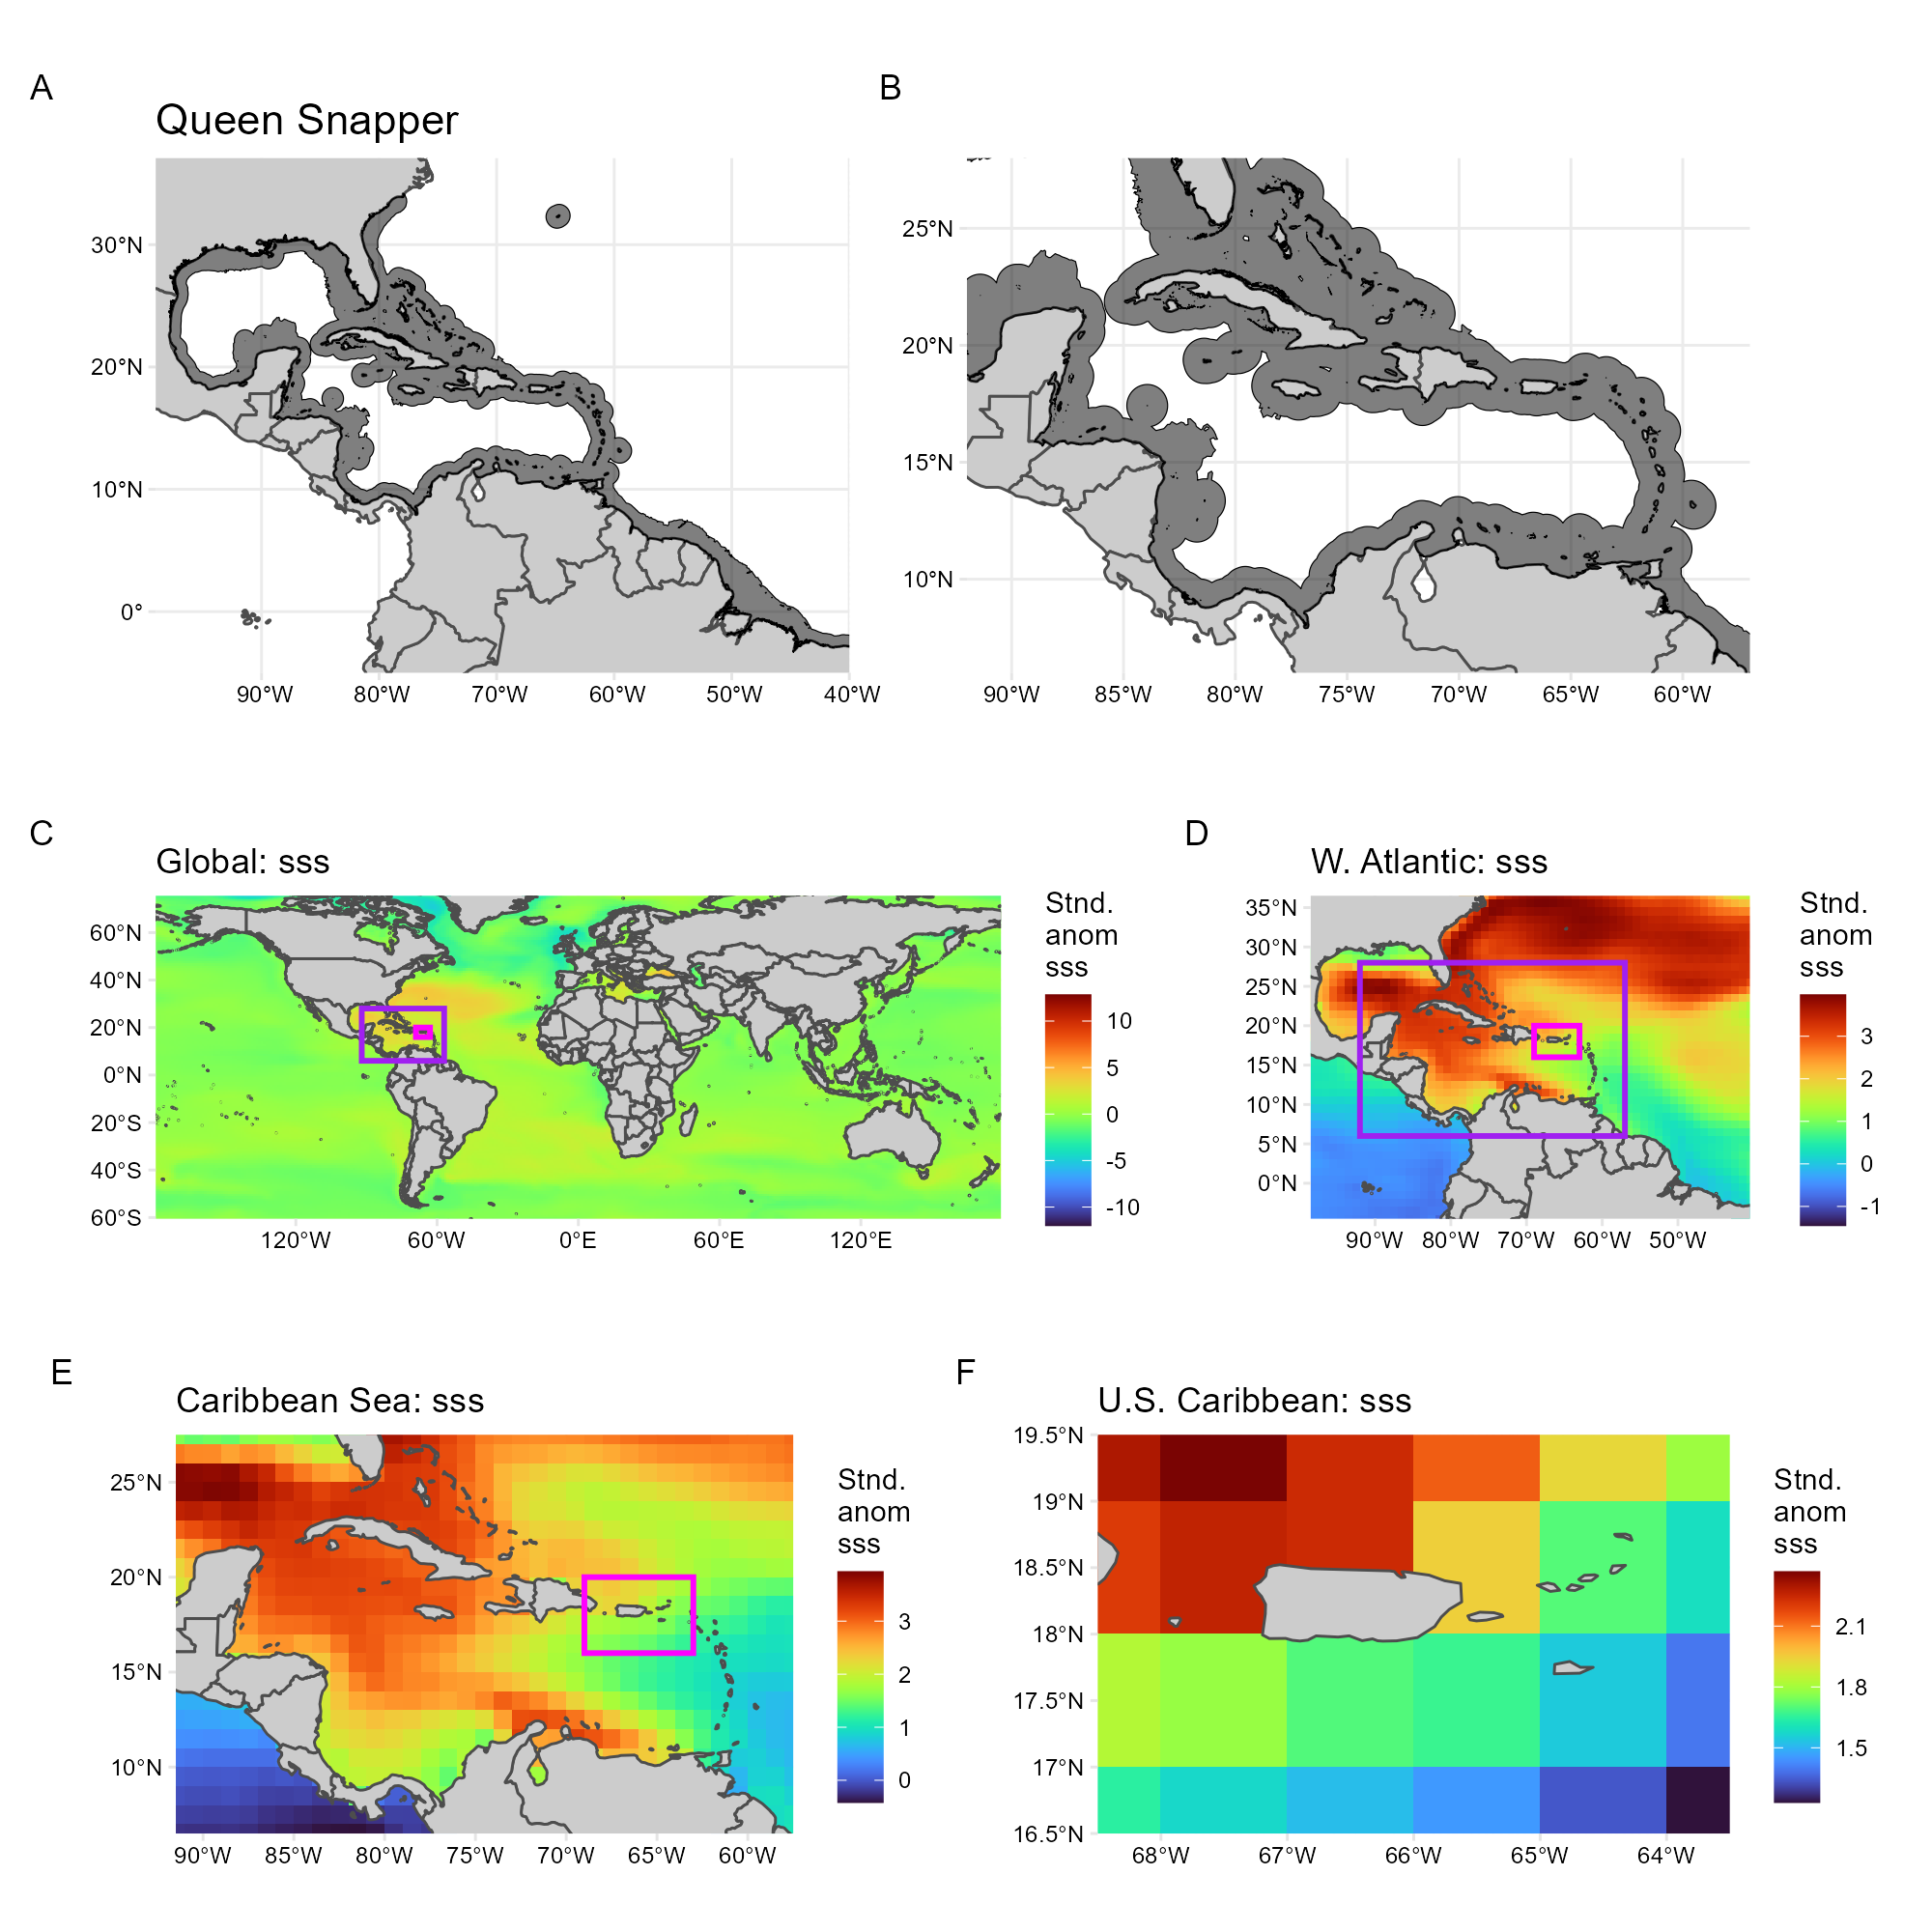 A
B
Queen Snapper
30°N
20°N
10°N
0°
90°W 80°W 70°W 60°W 50°W 40°W
25°N
20°N
15°N
10°N
90°W 85°W 80°W 75°W 70°W 65°W 60°W
C
Global: sss
60°N
40°N
20°N
0°N
20°S
40°S
60°S
120°W 60°W 0°E 60°E 120°E
Stnd.
anom
sss
10
5
0
-5
-10
D
W. Atlantic: sss
35°N
30°N
25°N
20°N
15°N
10°N
5°N
0°N
90°W 80°W 70°W 60°W 50°W
Stnd.
anom
sss
3
2
1
0
-1
E
Caribbean Sea: sss
25°N
20°N
15°N
10°N
90°W 85°W 80°W 75°W 70°W 65°W 60°W
Stnd.
anom
sss
3
2
1
0
F
U.S. Caribbean: sss
19.5°N
19°N
18.5°N
18°N
17.5°N
17°N
16.5°N
68°W 67°W 66°W 65°W 64°W
Stnd.
anom
sss
2.1
1.8
1.5